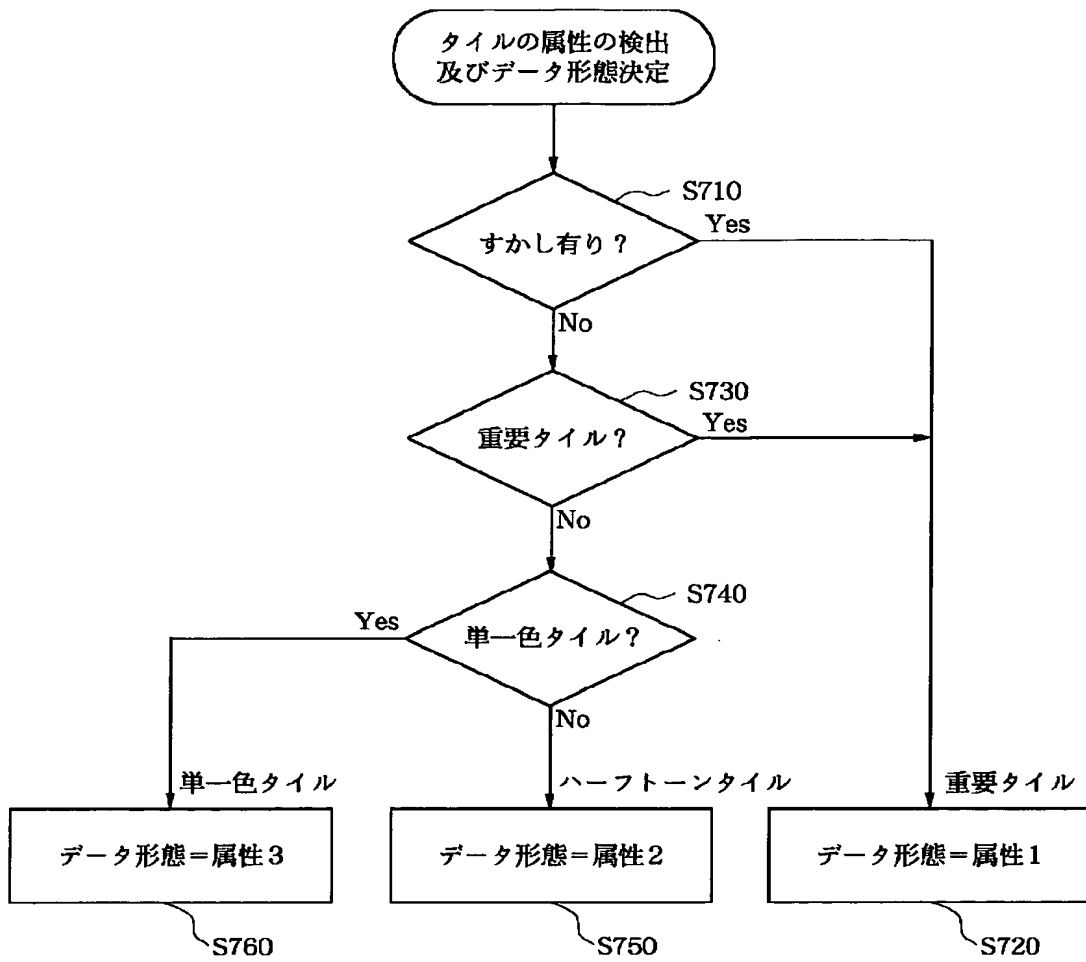 タイルの属性の検出
及びデータ形態決定
S710
すかし有り？
Yes
No
S730
重要タイル？
Yes
No
S740
Yes
単一色タイル？
No
単一色タイル
ハーフトーンタイル
重要タイル
データ形態＝属性3
データ形態＝属性2
データ形態＝属性1
S760
S750
S720